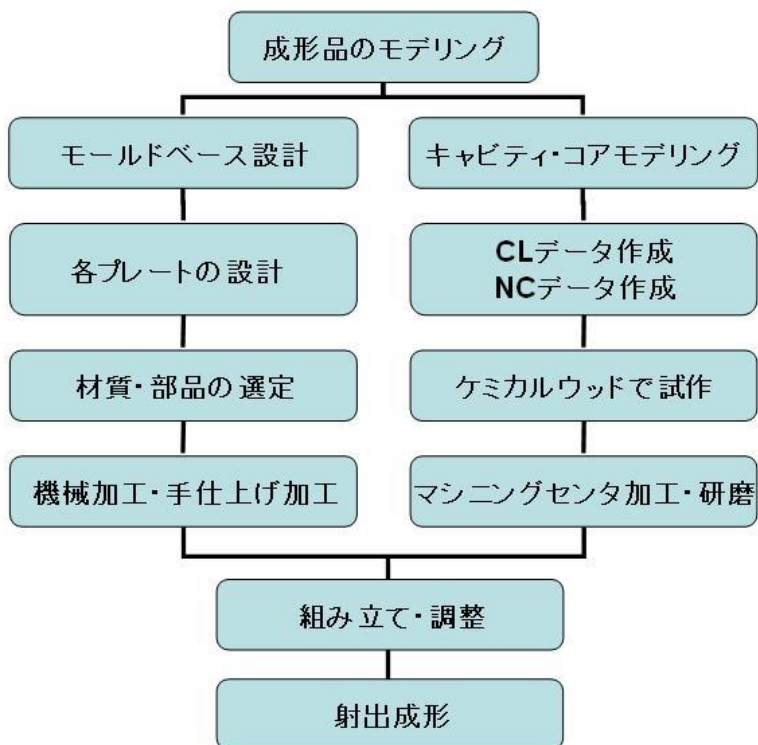 成形品のモデリング
モールドベース設計
キャビティ・コアモデリング
各プレートの設計
CLデータ作成
NCデータ作成
材質・部品の選定
ケミカルウッドで試作
機械加工・手仕上げ加工
マシニングセンタ加工・研磨
組み立て・調整
射出成形